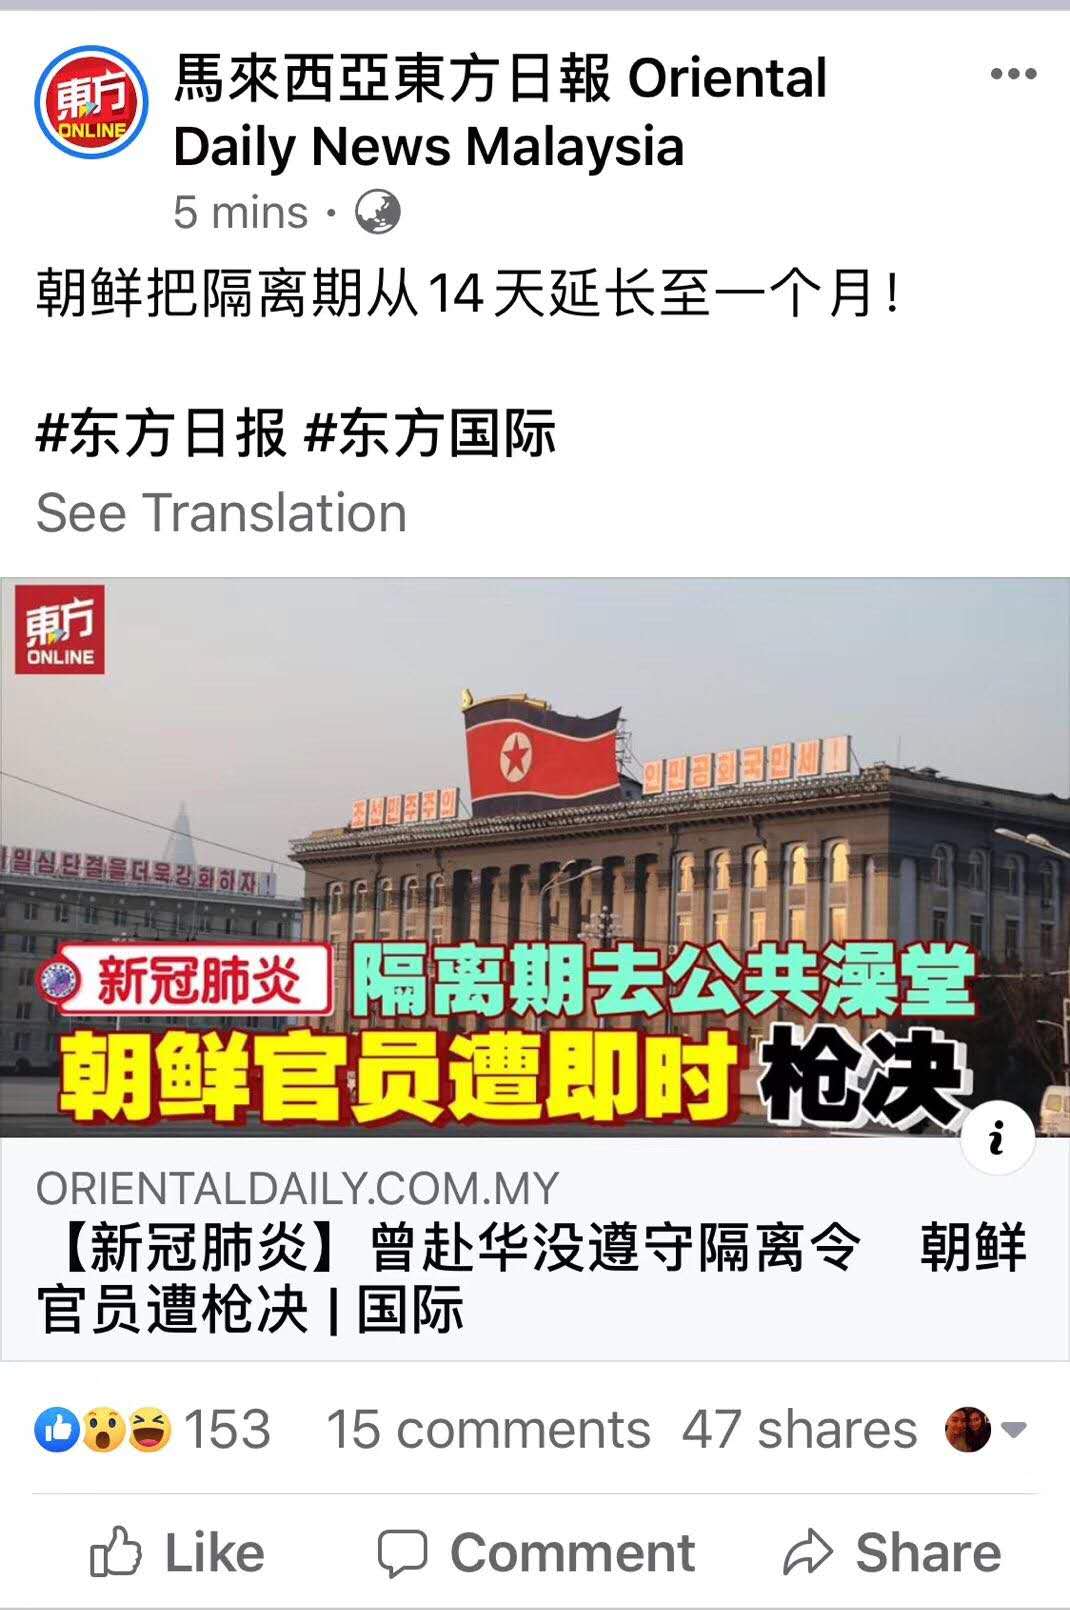 東方
ONLINE
馬來西亞東方日報 Oriental
Daily News Malaysia
5 mins ·
朝鲜把隔离期从14天延长至一个月！
#东方日报 #东方国际
See Translation
東方
ONLINE
조선민주주의
인민공화국만세!
일심단결을더욱강화하자!
新冠肺炎 隔离期去公共澡堂
朝鲜官员遭即时 枪决
i
ORIENTALDAILY.COM.MY
【新冠肺炎】曾赴华没遵守隔离令　朝鲜
官员遭枪决 | 国际
153 15 comments 47 shares
Like Comment Share